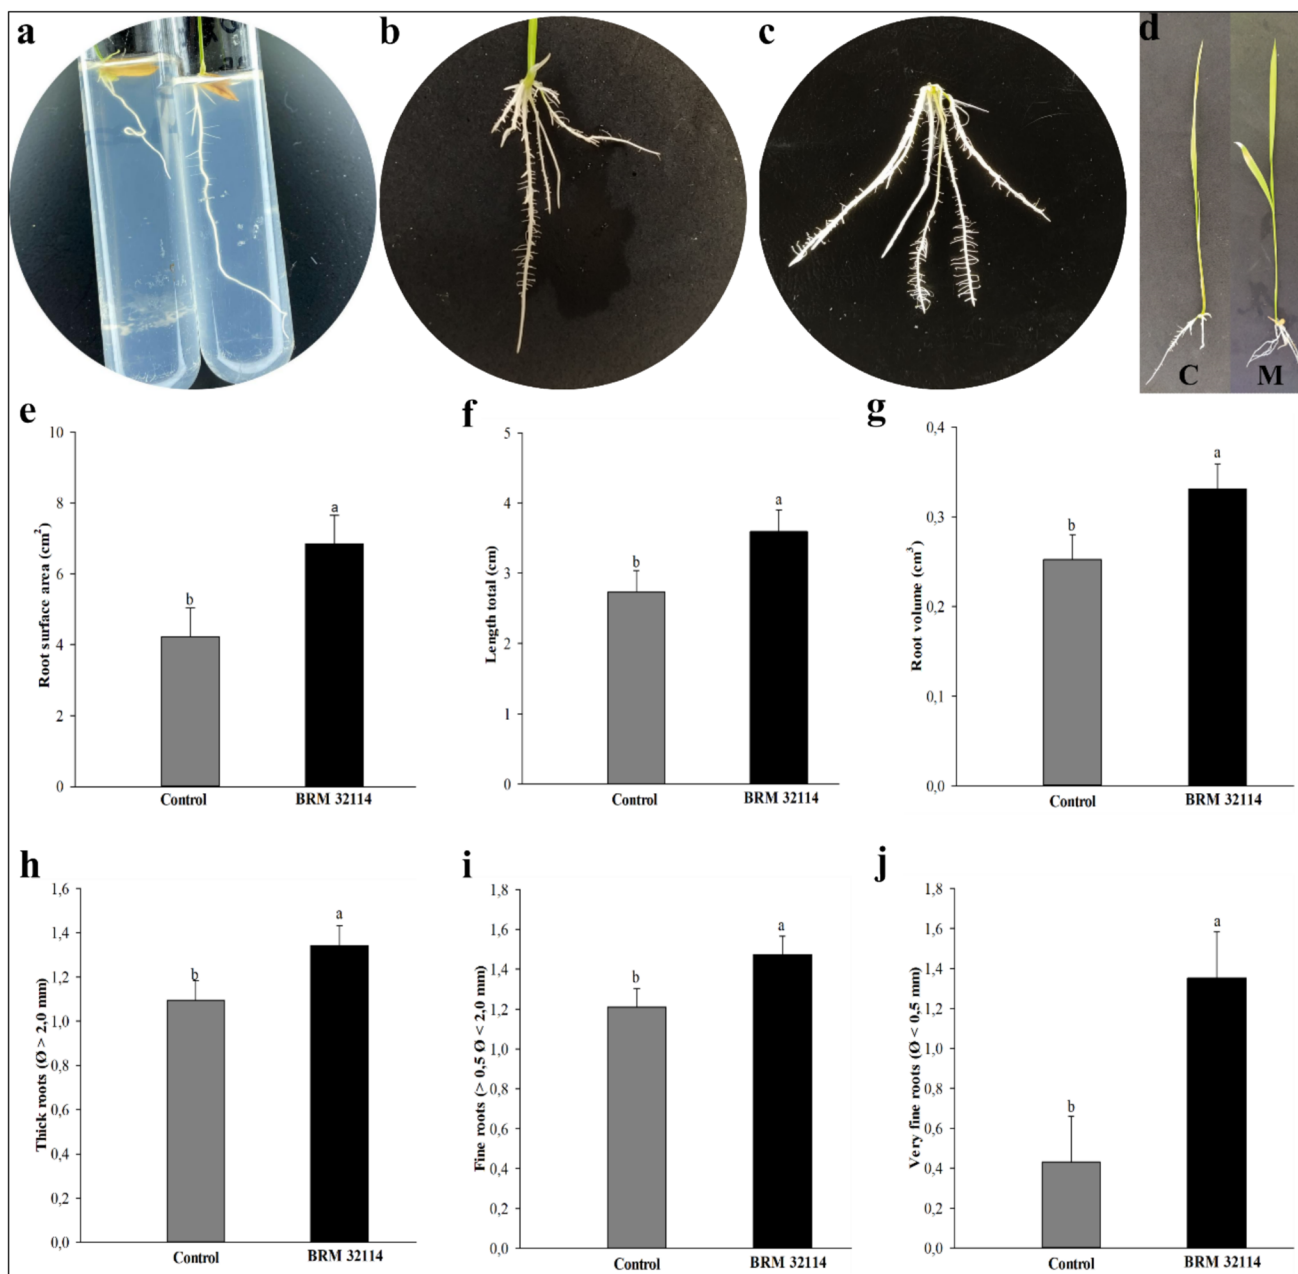 a
b
c
d
C
M
e
Root surface area (cm²)
10
8
6
4
2
0
b
a
Control
BRM 32114
f
Length total (cm)
5
4
3
2
1
0
b
a
Control
BRM 32114
g
Root volume (cm³)
0,4
0,3
0,2
0,1
0,0
b
a
Control
BRM 32114
h
Thick roots (Ø > 2,0 mm)
1,6
1,4
1,2
1,0
0,8
0,6
0,4
0,2
0,0
b
a
Control
BRM 32114
i
Fine roots (> 0,5 Ø < 2,0 mm)
1,8
1,6
1,4
1,2
1,0
0,8
0,6
0,4
0,2
0,0
b
a
Control
BRM 32114
j
Very fine roots (Ø < 0,5 mm)
1,8
1,6
1,4
1,2
1,0
0,8
0,6
0,4
0,2
0,0
b
a
Control
BRM 32114